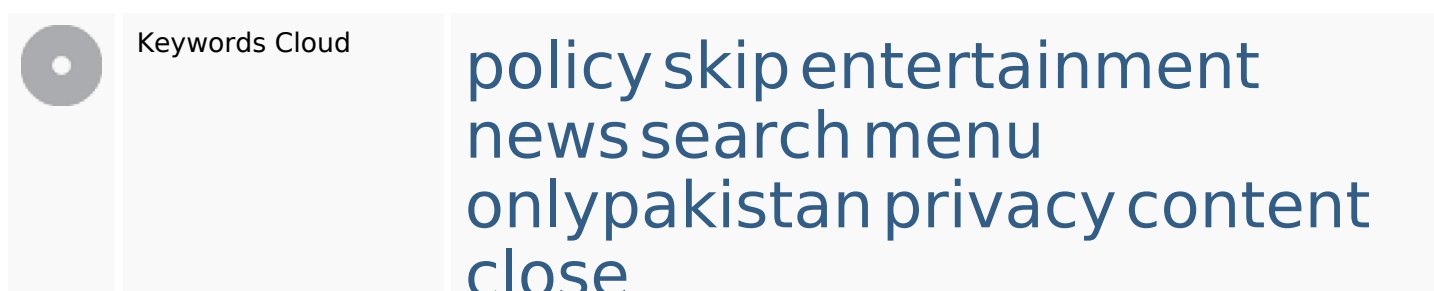 Keywords Cloud
policy skip entertainment
news search menu
onlypakistan privacy content
close